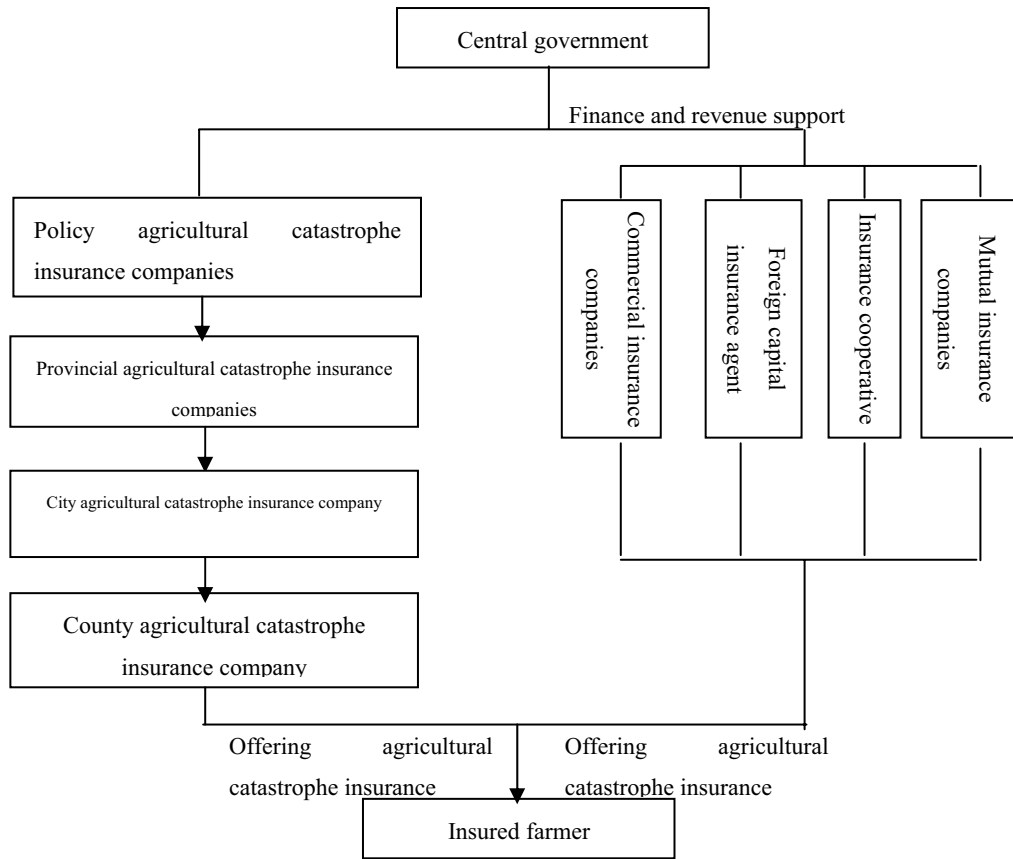 Central government
Finance and revenue support
Policy agricultural catastrophe
insurance companies
Provincial agricultural catastrophe insurance
companies
City agricultural catastrophe insurance company
County agricultural catastrophe
insurance company
Commercial insurance
companies
Foreign capital
insurance agent
Insurance cooperative
Mutual insurance
companies
Offering agricultural
catastrophe insurance
Offering agricultural
catastrophe insurance
Insured farmer